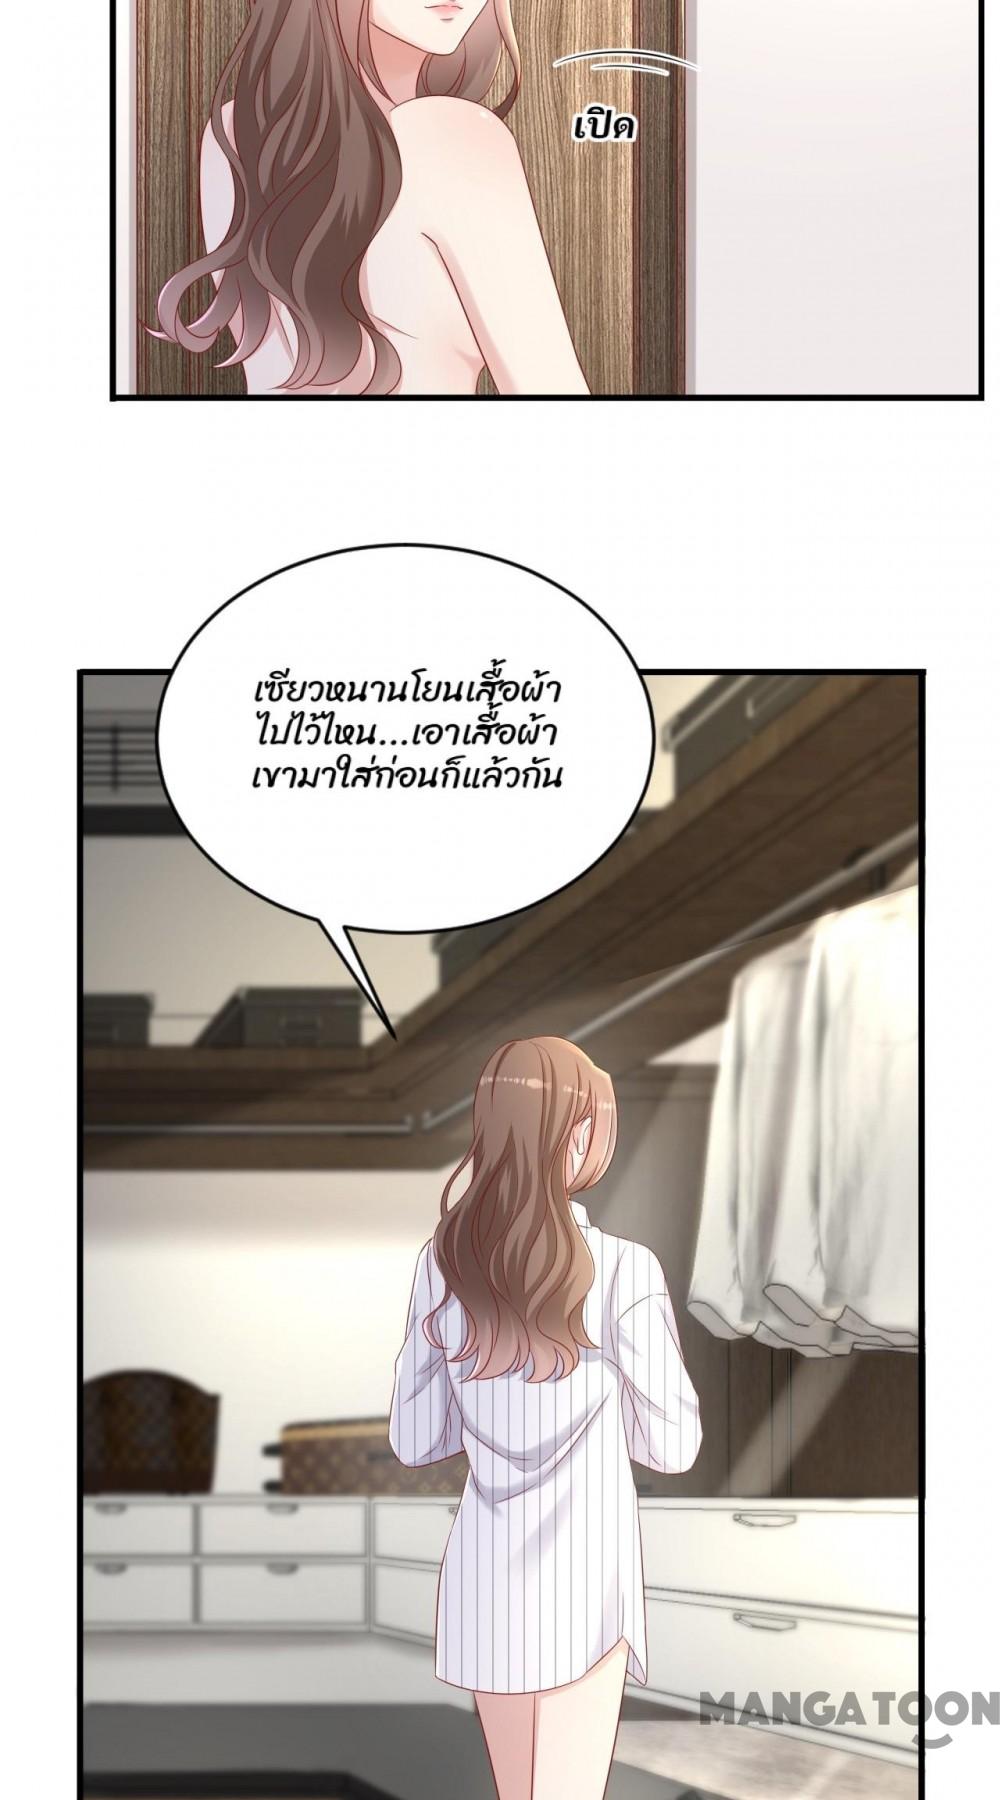 เปิด
เซียวหนานโยนเสื้อผ้า
ไปไว้ไหน...เอาเสื้อผ้า
เขามาใส่ก่อนก็แล้วกัน
MANGATOON